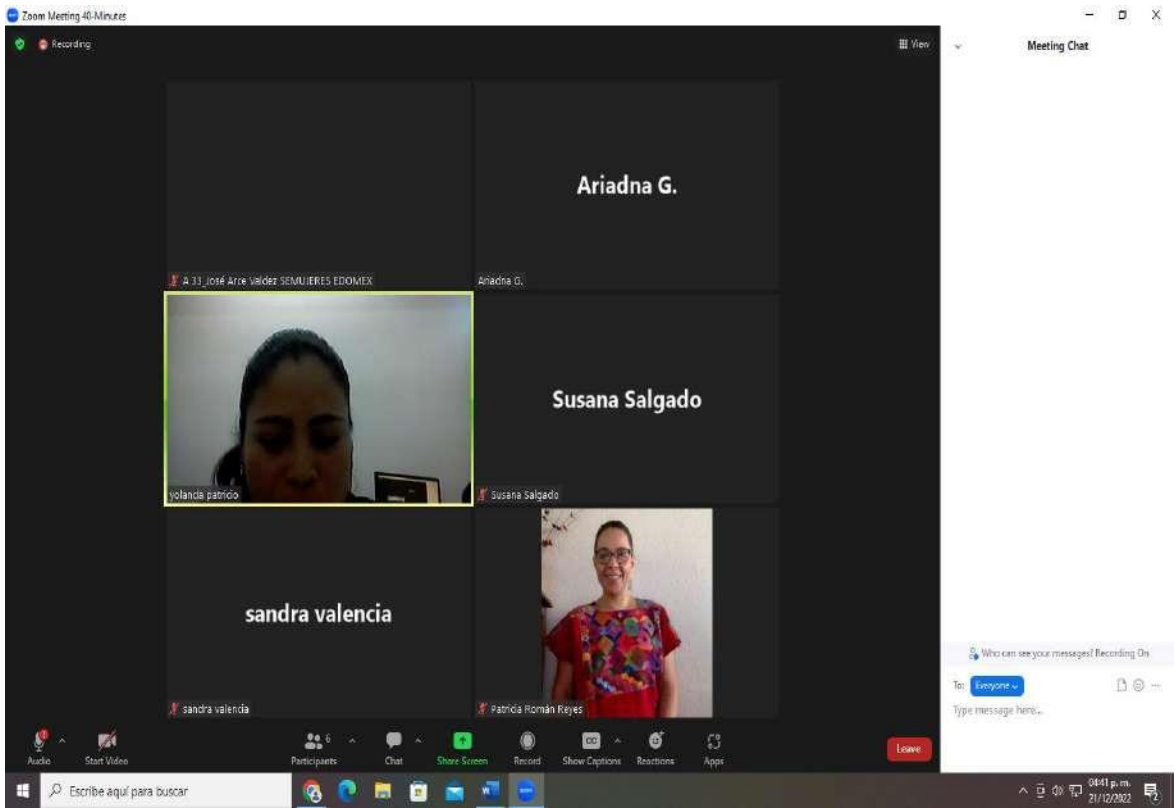 Zoom Meeting 40-Minutes
Recording
View
Meeting Chat
Ariadna G.
A 33_José Arce Valdez SEMUJERES EDOMEX
Ariadna G.
Susana Salgado
yolanda patricio
Susana Salgado
sandra valencia
sandra valencia
Patricia Román Reyes
Who can see your messages? Recording On
To: Everyone
Type message here...
Audio
Start Video
6
Participants
Chat
Share Screen
Record
CC
Show Captions
Reactions
Apps
Leave
Escribe aquí para buscar
04:41 p. m.
21/12/2022
2